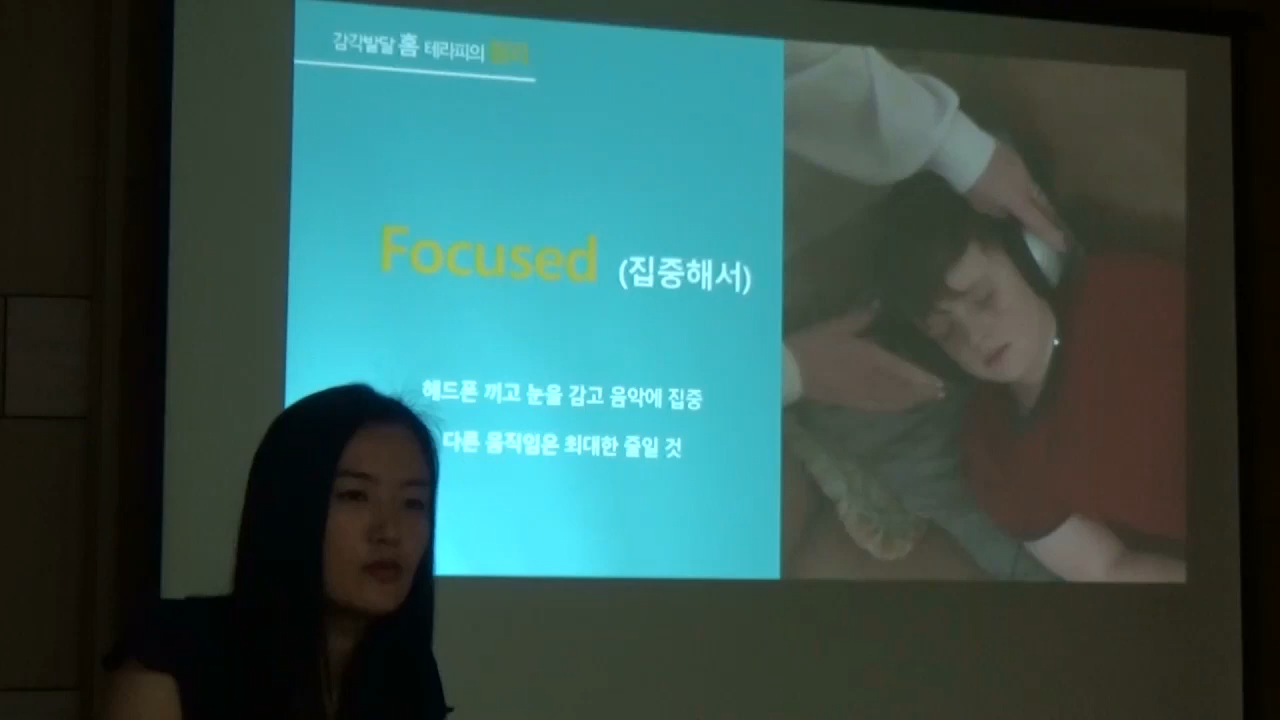 감각발달 홈 테라피의
Focused (집중해서)
헤드폰 끼고 눈을 감고 음악에 집중
다른 움직임은 최대한 줄일 것